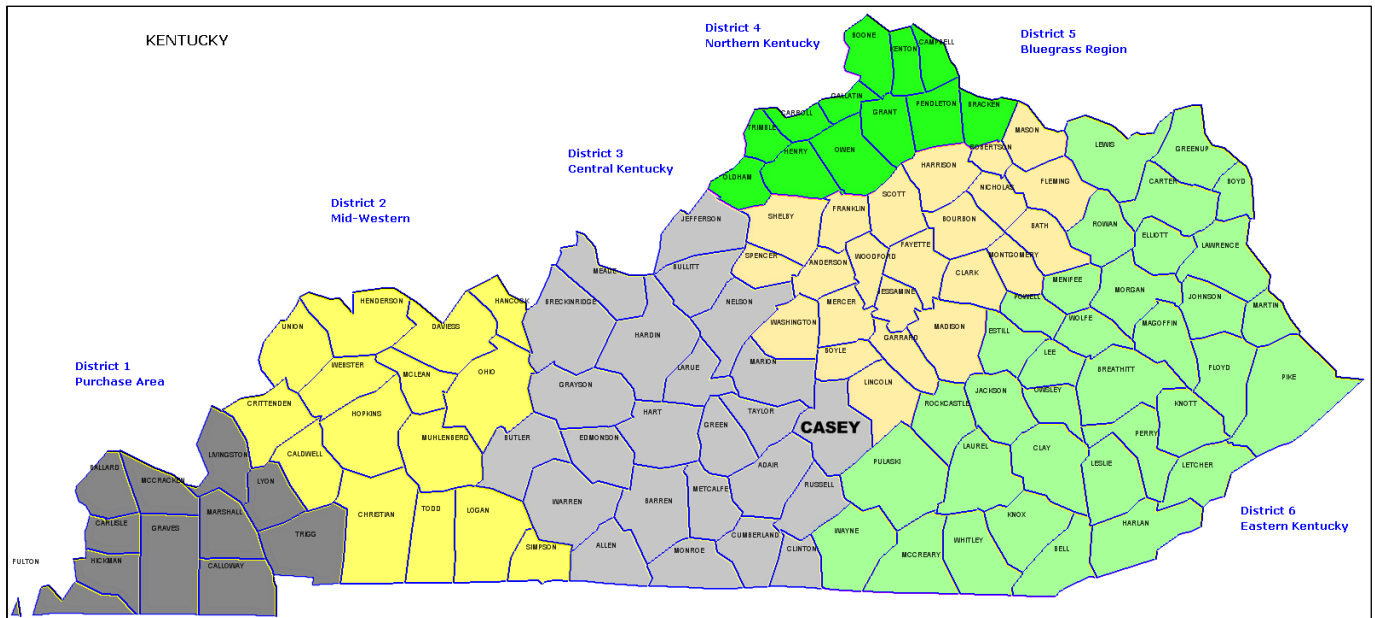 KENTUCKY
District 4
Northern Kentucky
District 5
Bluegrass Region
District 3
Central Kentucky
District 2
Mid-Western
District 1
Purchase Area
District 6
Eastern Kentucky
BOONE
KENTON
CAMPBELL
GALLATIN
CARROLL
GRANT
PENDLETON
BRACKEN
TRIMBLE
HENRY
OWEN
OLDHAM
MASON
ROBERTSON
LEWIS
GREENUP
HARRISON
FLEMING
CARTER
BOYD
NICHOLAS
SCOTT
SHELBY
FRANKLIN
BOURBON
BATH
ROWAN
ELLIOTT
LAWRENCE
JEFFERSON
FAYETTE
SPENCER
ANDERSON
WOODFORD
MONTGOMERY
CLARK
MENIFEE
MORGAN
JOHNSON
MARTIN
BULLITT
MEADE
NELSON
MERCER
JESSAMINE
POWELL
WOLFE
MAGOFFIN
BRECKINRIDGE
HANCOCK
HENDERSON
UNION
DAVIESS
HARDIN
WASHINGTON
MADISON
GARRARD
ESTILL
LEE
BREATHITT
FLOYD
PIKE
BOYLE
WEBSTER
MCLEAN
OHIO
GRAYSON
LARUE
MARION
LINCOLN
ROCKCASTLE
JACKSON
OWSLEY
KNOTT
CRITTENDEN
HOPKINS
HART
TAYLOR
CASEY
GREEN
BUTLER
EDMONSON
MUHLENBERG
PERRY
LAUREL
CLAY
LESLIE
LETCHER
CALDWELL
LIVINGSTON
LYON
BALLARD
MCCRACKEN
ADAIR
PULASKI
RUSSELL
METCALFE
BARREN
WARREN
LOGAN
TODD
CHRISTIAN
MARSHALL
GRAVES
CARLISLE
TRIGG
KNOX
HARLAN
WAYNE
WHITLEY
BELL
MCCREARY
CUMBERLAND
CLINTON
MONROE
ALLEN
SIMPSON
FULTON
HICKMAN
CALLOWAY